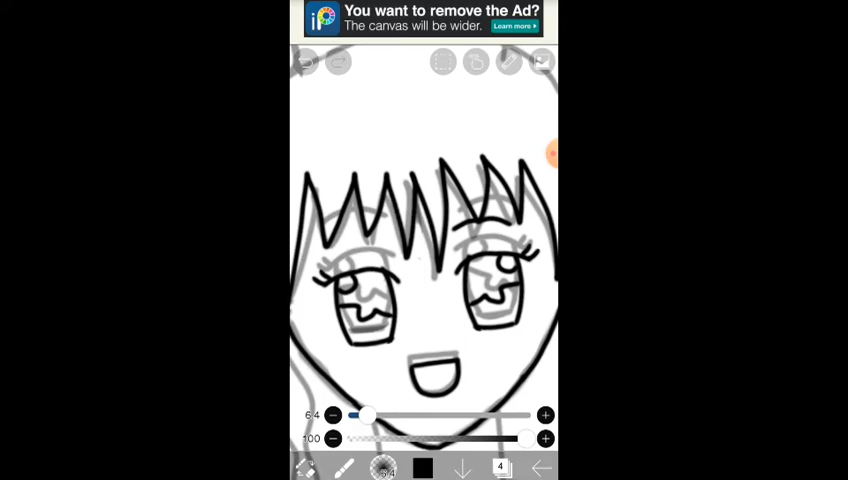 You want to remove the Ad?
The canvas will be wider.
Learn more
iP
6.4
100
6.4
4